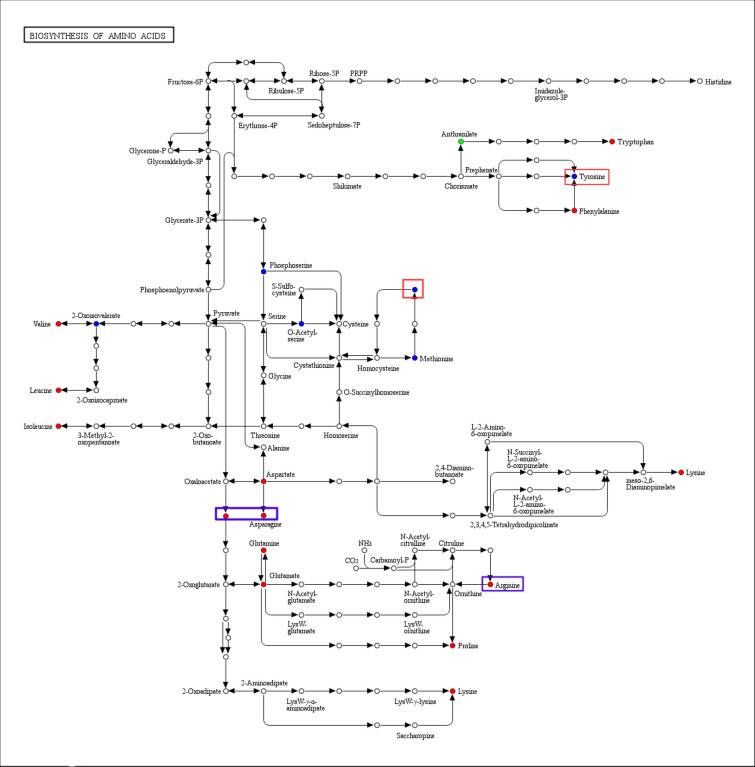 BIOSYNTHESIS OF AMINO ACIDS
Fructose-6P
Ribulose-5P
Ribose-5P
PRPP
Imidazole-
glycerol-3P
Histidine
Erythrose-4P
Sedoheptulose-7P
Glycerone-P
Glyceraldehyde-3P
Anthranilate
Tryptophan
Shikimate
Chorismate
Prephenate
Tyrosine
Phenylalanine
Glycerate-3P
Phosphoserine
Phosphoenolpyruvate
S-Sulfo-
cysteine
Valine
2-Oxoisovalerate
Pyruvate
Serine
O-Acetyl-
serine
Cysteine
Cystathionine
Homocysteine
Methionine
Glycine
Leucine
2-Oxoisocaproate
O-Succinylhomoserine
Isoleucine
3-Methyl-2-
oxopentanoate
2-Oxo-
butanoate
Threonine
Homoserine
Alanine
L-2-Amino-
6-oxopimelate
N-Succinyl-
L-2-amino-
6-oxopimelate
Oxaloacetate
Aspartate
2,4-Diamino-
butanoate
meso-2,6-
Diaminopimelate
Lysine
N-Acetyl-
L-2-amino-
6-oxopimelate
2,3,4,5-Tetrahydrodipicolinate
Asparagine
Glutamine
NH3
CO2
Carbamoyl-P
N-Acetyl-
citrulline
Citruline
2-Oxoglutarate
Glutamate
N-Acetyl-
glutamate
N-Acetyl-
ornithine
Ornithine
Arginine
LysW-
glutamate
LysW-
ornithine
Proline
2-Oxoadipate
2-Aminoadipate
LysW-γ-α-
aminoadipate
LysW-γ-lysine
Lysine
Saccharopine